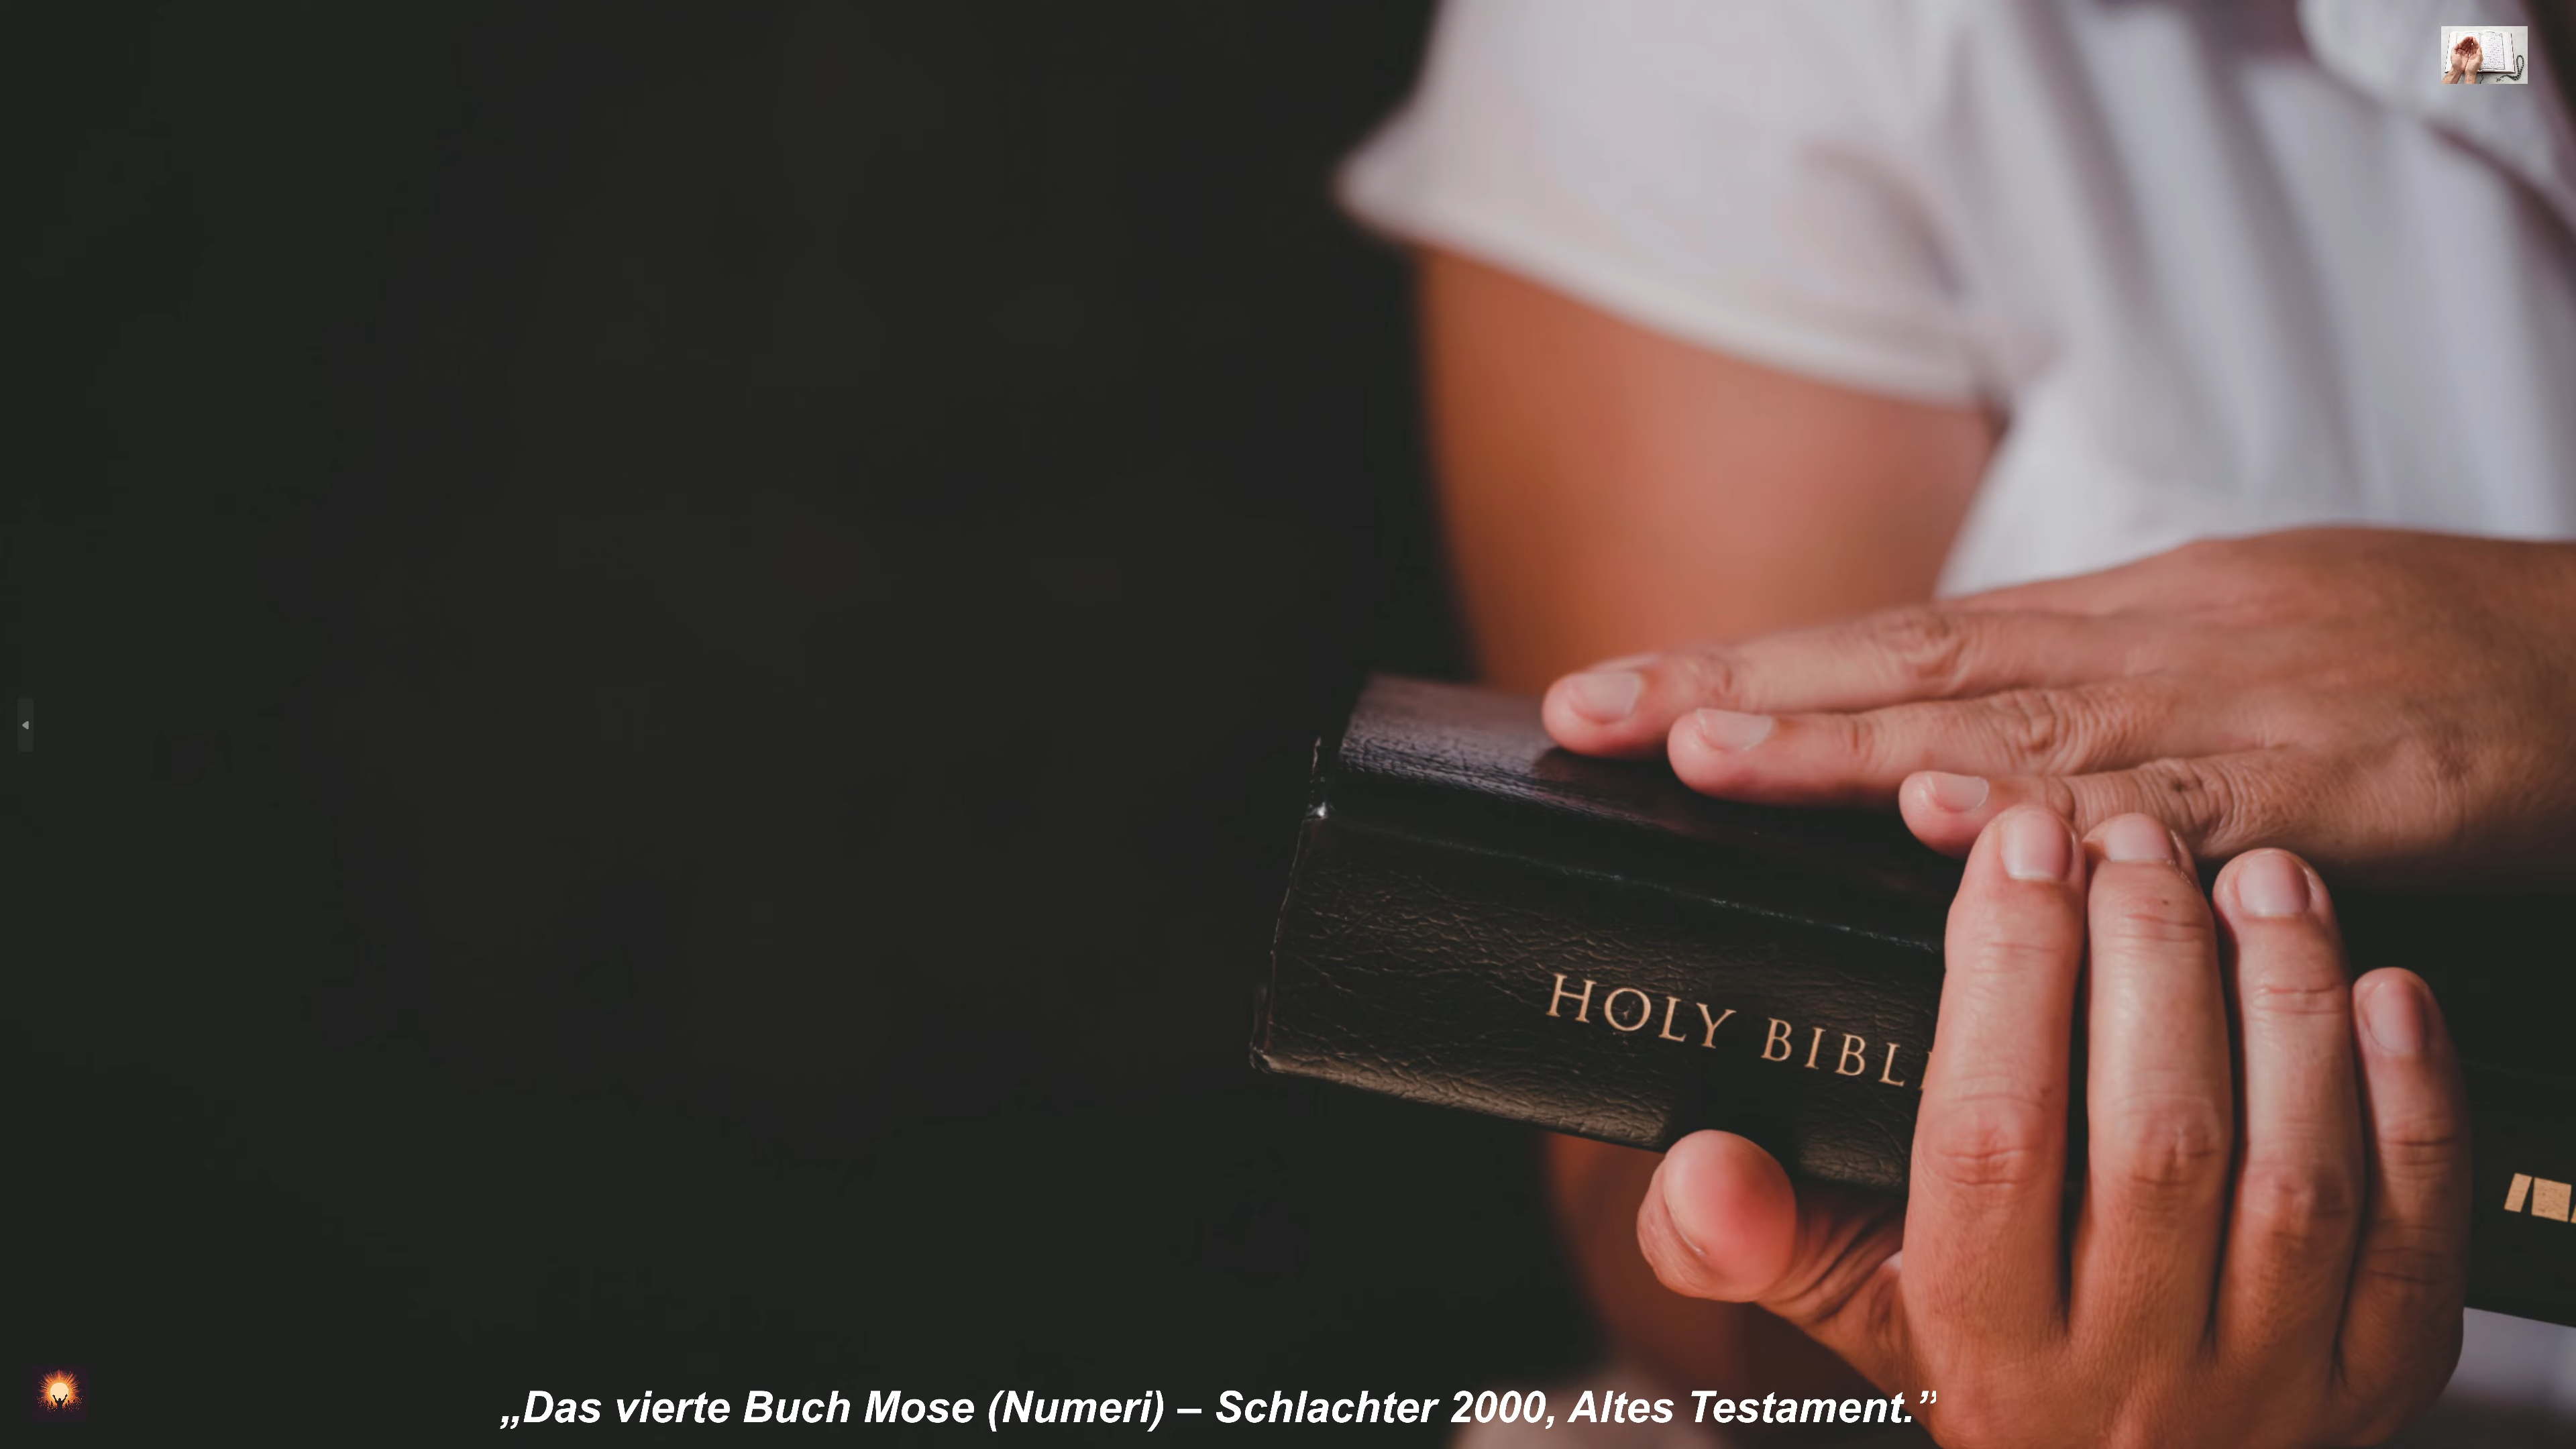 HOLY BIBL
„Das vierte Buch Mose (Numeri) – Schlachter 2000, Altes Testament.”